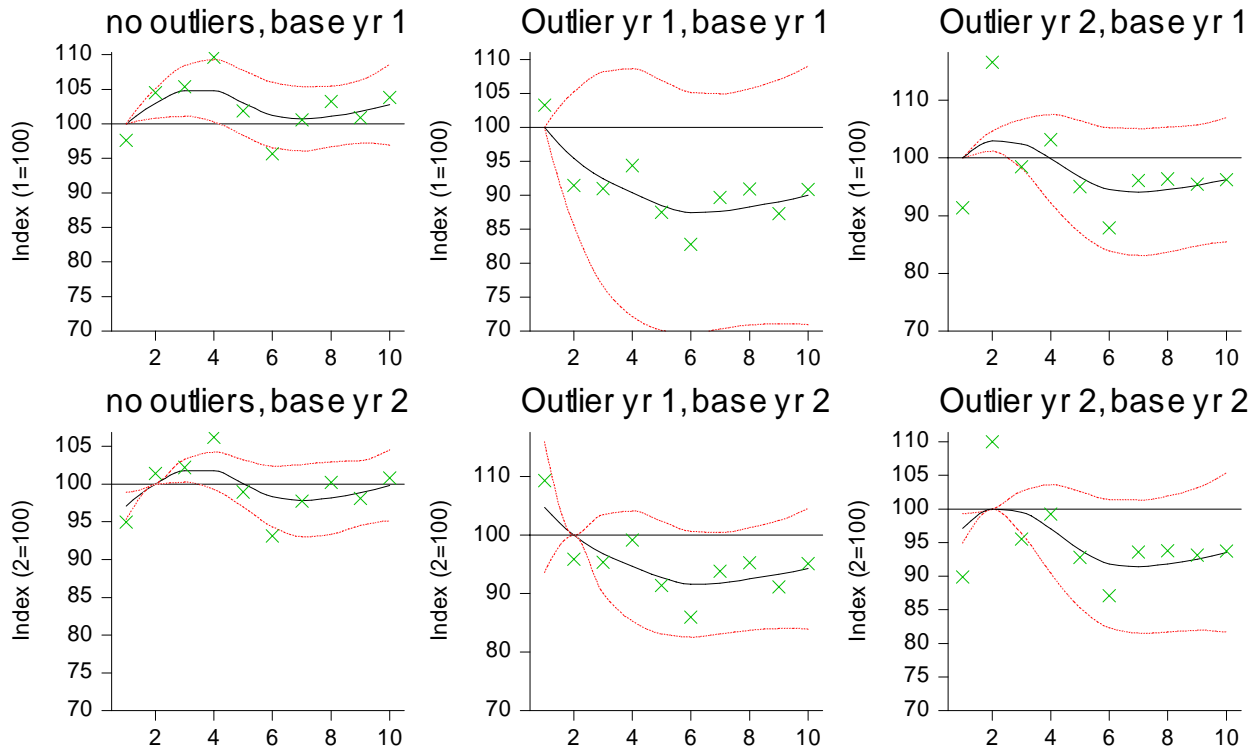 no outliers, base yr 1
Index (1=100)
110
105
100
95
90
85
80
75
70
2 4 6 8 10
Outlier yr 1, base yr 1
Index (1=100)
110
105
100
95
90
85
80
75
70
2 4 6 8 10
Outlier yr 2, base yr 1
Index (1=100)
110
100
90
80
70
2 4 6 8 10
no outliers, base yr 2
Index (2=100)
105
100
95
90
85
80
75
70
2 4 6 8 10
Outlier yr 1, base yr 2
Index (2=100)
110
100
90
80
70
2 4 6 8 10
Outlier yr 2, base yr 2
Index (2=100)
110
105
100
95
90
85
80
75
70
2 4 6 8 10